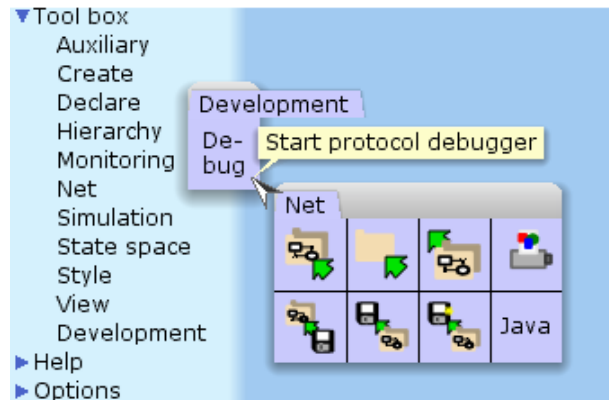 Tool box
Auxiliary
Create
Declare
Hierarchy
Monitoring
Net
Simulation
State space
Style
View
Development
Help
Options
Development
De-
bug
Start protocol debugger
Net
Java